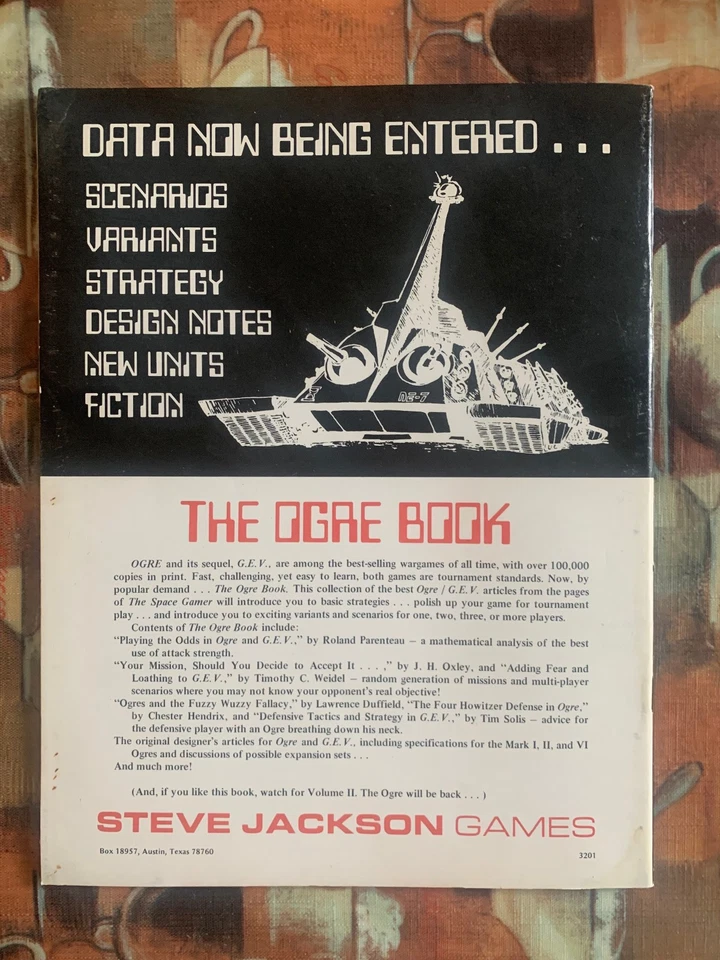 DATA NOW BEING ENTERED . . .
SCENARIOS
VARIANTS
STRATEGY
DESIGN NOTES
NEW UNITS
FICTION
THE OGRE BOOK
OGRE and its sequel, G.E.V., are among the best-selling wargames of all time, with over 100,000
copies in print. Fast, challenging, yet easy to learn, both games are tournament standards. Now, by
popular demand . . . The Ogre Book. This collection of the best Ogre / G.E.V. articles from the pages
of The Space Gamer will introduce you to basic strategies . . . polish up your game for tournament
play . . . and introduce you to exciting variants and scenarios for one, two, three, or more players.
Contents of The Ogre Book include:
“Playing the Odds in Ogre and G.E.V.,” by Roland Parenteau — a mathematical analysis of the best
use of attack strength.
“Your Mission, Should You Decide to Accept It . . . ,” by J. H. Oxley, and “Adding Fear and
Loathing to G.E.V.,” by Timothy C. Weidel — random generation of missions and multi-player
scenarios where you may not know your opponent’s real objective!
“Ogres and the Fuzzy Wuzzy Fallacy,” by Lawrence Duffield, “The Four Howitzer Defense in Ogre,”
by Chester Hendrix, and “Defensive Tactics and Strategy in G.E.V.,” by Tim Solis — advice for
the defensive player with an Ogre breathing down his neck.
The original designer’s articles for Ogre and G.E.V., including specifications for the Mark I, II, and VI
Ogres and discussions of possible expansion sets . . .
And much more!
(And, if you like this book, watch for Volume II. The Ogre will be back . . . )
STEVE JACKSON GAMES
Box 18957, Austin, Texas 78760
3201